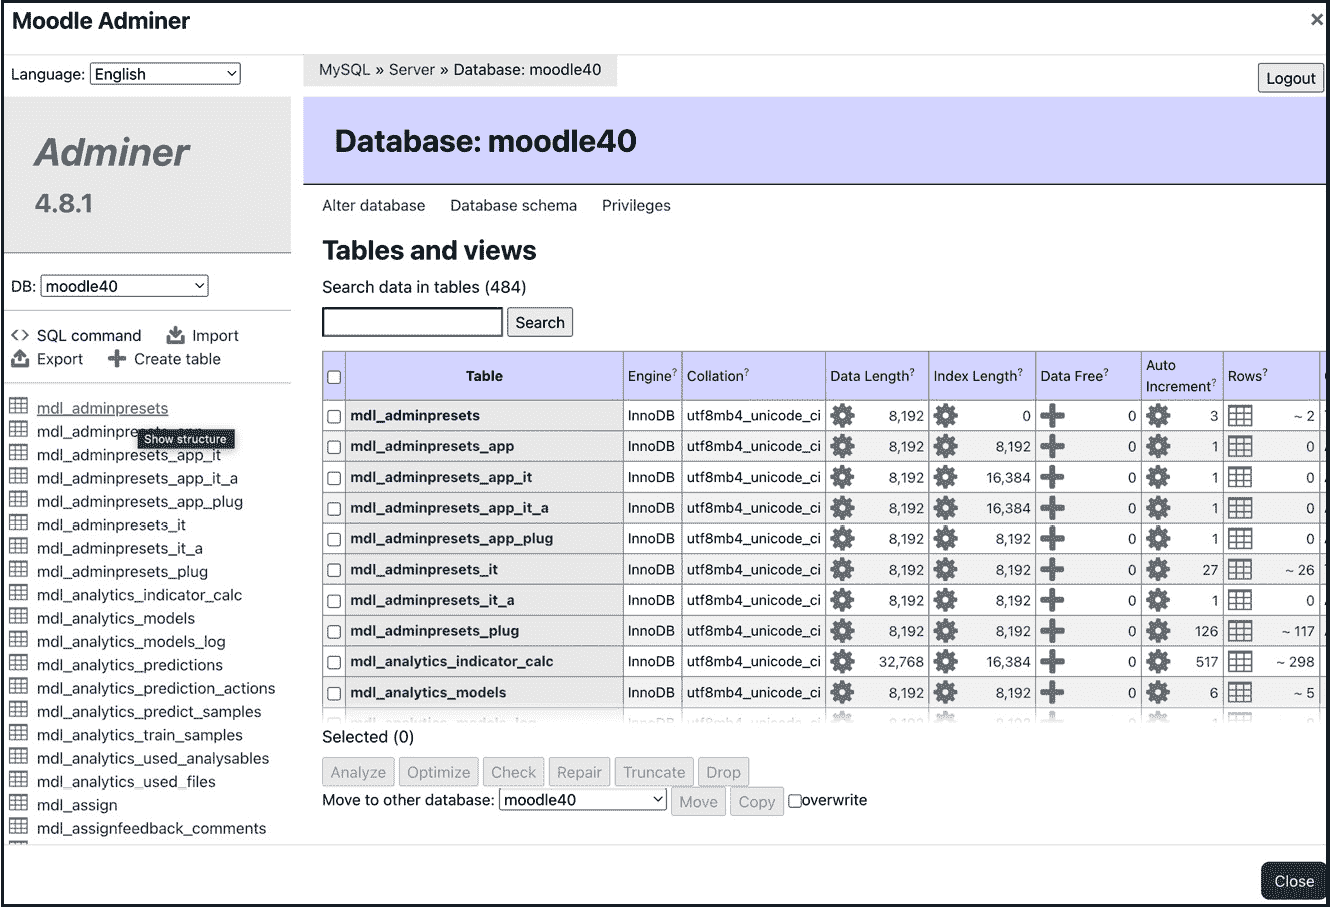 Moodle Adminer
×
Language: English
MySQL » Server » Database: moodle40
Logout
Adminer
4.8.1
DB: moodle40
SQL command Import
Export Create table
mdl_adminpresets
Show structure
mdl_adminpresets_app_it
mdl_adminpresets_app_it_a
mdl_adminpresets_app_plug
mdl_adminpresets_it
mdl_adminpresets_it_a
mdl_adminpresets_plug
mdl_analytics_indicator_calc
mdl_analytics_models
mdl_analytics_models_log
mdl_analytics_predictions
mdl_analytics_prediction_actions
mdl_analytics_predict_samples
mdl_analytics_train_samples
mdl_analytics_used_analysables
mdl_analytics_used_files
mdl_assign
mdl_assignfeedback_comments
Database: moodle40
Alter database Database schema Privileges
Tables and views
Search data in tables (484)
Search
Table Engine? Collation? Data Length? Index Length? Data Free? Auto Increment? Rows?
mdl_adminpresets InnoDB utf8mb4_unicode_ci 8,192 0 0 3 ~ 2
mdl_adminpresets_app InnoDB utf8mb4_unicode_ci 8,192 8,192 0 1 0
mdl_adminpresets_app_it InnoDB utf8mb4_unicode_ci 8,192 16,384 0 1 0
mdl_adminpresets_app_it_a InnoDB utf8mb4_unicode_ci 8,192 16,384 0 1 0
mdl_adminpresets_app_plug InnoDB utf8mb4_unicode_ci 8,192 8,192 0 1 0
mdl_adminpresets_it InnoDB utf8mb4_unicode_ci 8,192 8,192 0 27 ~ 26
mdl_adminpresets_it_a InnoDB utf8mb4_unicode_ci 8,192 8,192 0 1 0
mdl_adminpresets_plug InnoDB utf8mb4_unicode_ci 8,192 8,192 0 126 ~ 117
mdl_analytics_indicator_calc InnoDB utf8mb4_unicode_ci 32,768 16,384 0 517 ~ 298
mdl_analytics_models InnoDB utf8mb4_unicode_ci 8,192 8,192 0 6 ~ 5
Selected (0)
Analyze Optimize Check Repair Truncate Drop
Move to other database: moodle40 Move Copy overwrite
Close